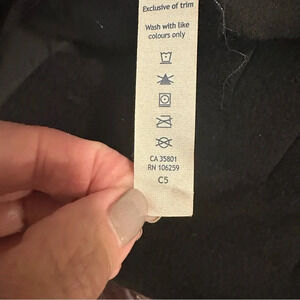 Exclusive of trim
Wash with like
colours only
CA 35801
RN 106259
C5